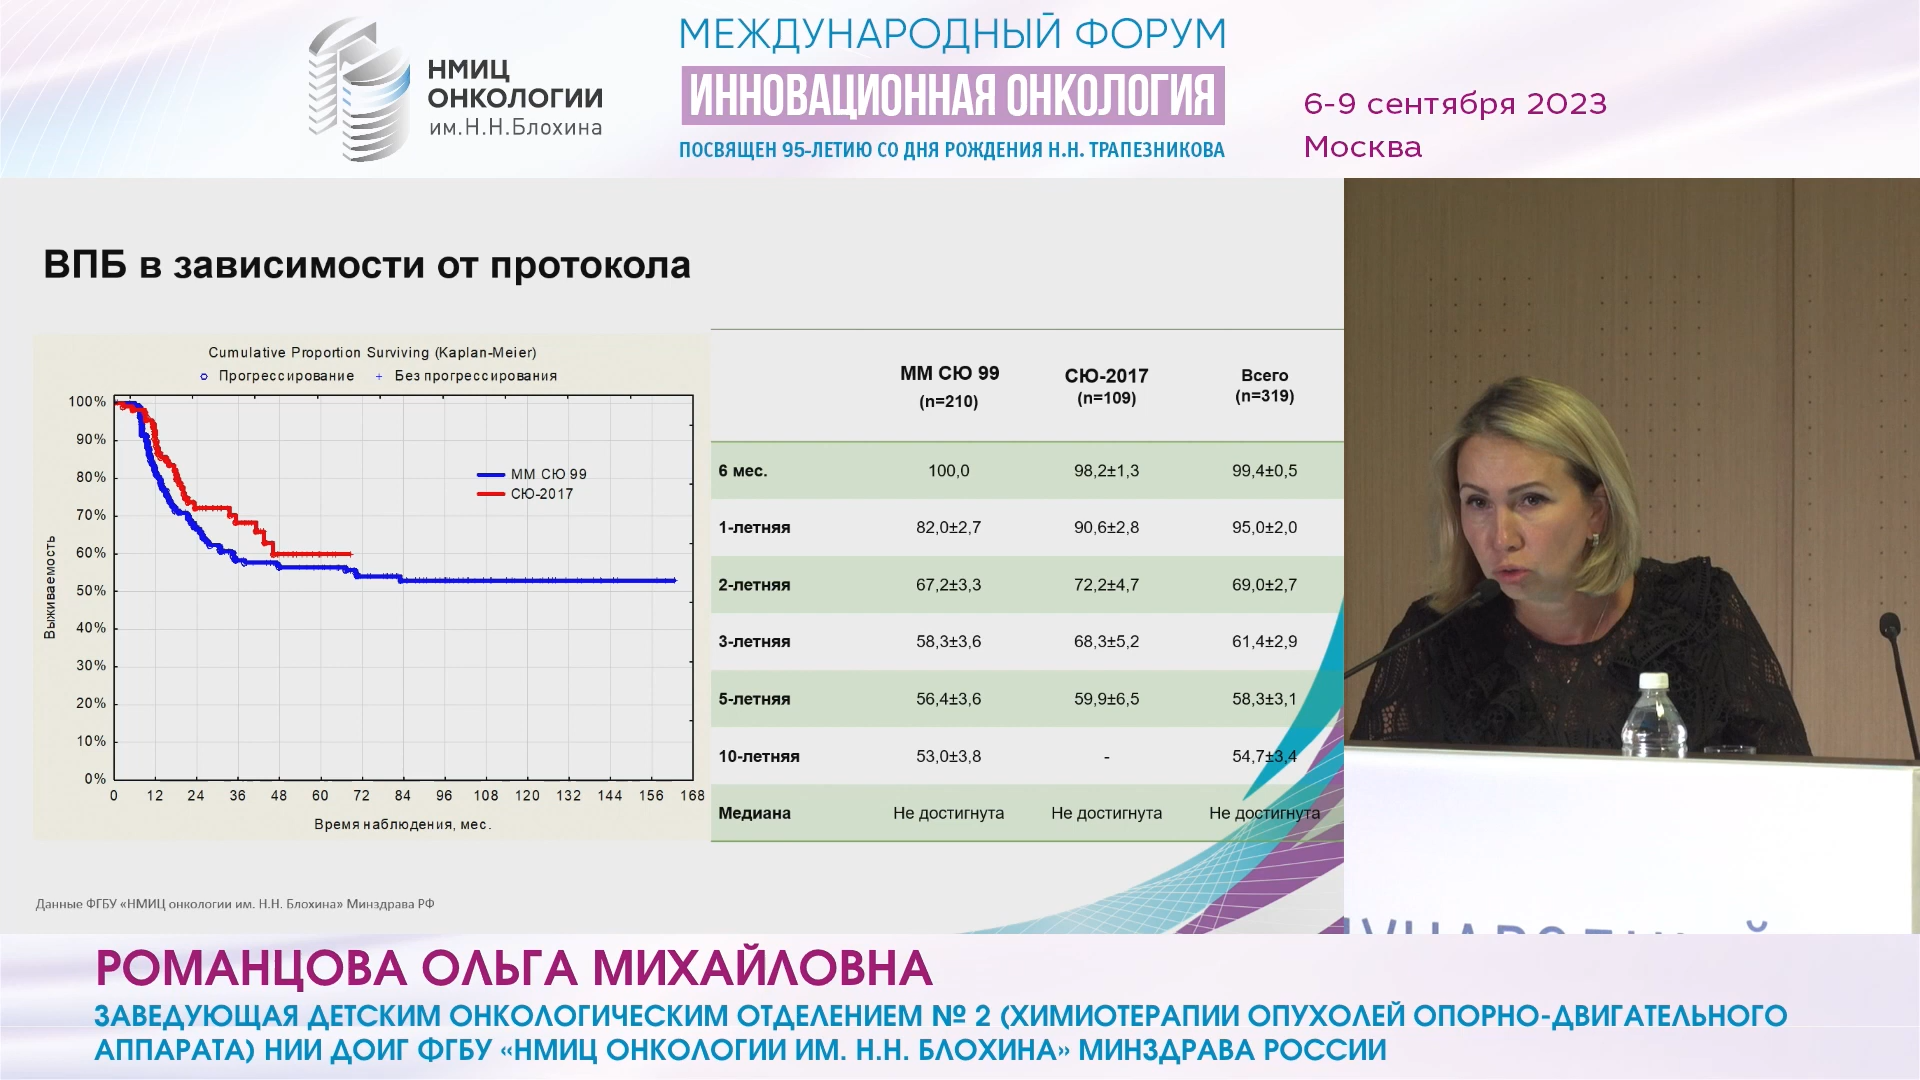 НМИЦ
ОНКОЛОГИИ
им.Н.Н.Блохина
МЕЖДУНАРОДНЫЙ ФОРУМ
ИННОВАЦИОННАЯ ОНКОЛОГИЯ
ПОСВЯЩЕН 95-ЛЕТИЮ СО ДНЯ РОЖДЕНИЯ Н.Н. ТРАПЕЗНИКОВА
6-9 сентября 2023
Москва
ВПБ в зависимости от протокола
Cumulative Proportion Surviving (Kaplan-Meier)
Прогрессирование + Без прогрессирования
100%
90%
80%
70%
60%
50%
40%
30%
20%
10%
0%
Выживаемость
ММ СЮ 99
СЮ-2017
0 12 24 36 48 60 72 84 96 108 120 132 144 156 168
Время наблюдения, мес.
ММ СЮ 99 СЮ-2017 Всего
(n=210) (n=109) (n=319)
6 мес. 100,0 98,2±1,3 99,4±0,5
1-летняя 82,0±2,7 90,6±2,8 95,0±2,0
2-летняя 67,2±3,3 72,2±4,7 69,0±2,7
3-летняя 58,3±3,6 68,3±5,2 61,4±2,9
5-летняя 56,4±3,6 59,9±6,5 58,3±3,1
10-летняя 53,0±3,8 - 54,7±3,4
Медиана Не достигнута Не достигнута Не достигнута
Данные ФГБУ «НМИЦ онкологии им. Н.Н. Блохина» Минздрава РФ
РОМАНЦОВА ОЛЬГА МИХАЙЛОВНА
ЗАВЕДУЮЩАЯ ДЕТСКИМ ОНКОЛОГИЧЕСКИМ ОТДЕЛЕНИЕМ № 2 (ХИМИОТЕРАПИИ ОПУХОЛЕЙ ОПОРНО-ДВИГАТЕЛЬНОГО
АППАРАТА) НИИ ДОИГ ФГБУ «НМИЦ ОНКОЛОГИИ ИМ. Н.Н. БЛОХИНА» МИНЗДРАВА РОССИИ